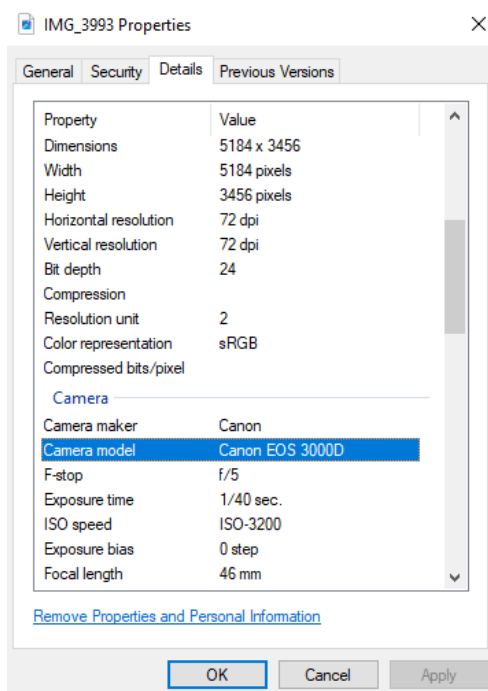 IMG_3993 Properties
General Security Details Previous Versions
Property Value
Dimensions 5184 x 3456
Width 5184 pixels
Height 3456 pixels
Horizontal resolution 72 dpi
Vertical resolution 72 dpi
Bit depth 24
Compression
Resolution unit 2
Color representation sRGB
Compressed bits/pixel
Camera
Camera maker Canon
Camera model Canon EOS 3000D
F-stop f/5
Exposure time 1/40 sec.
ISO speed ISO-3200
Exposure bias 0 step
Focal length 46 mm
Remove Properties and Personal Information
OK Cancel Apply